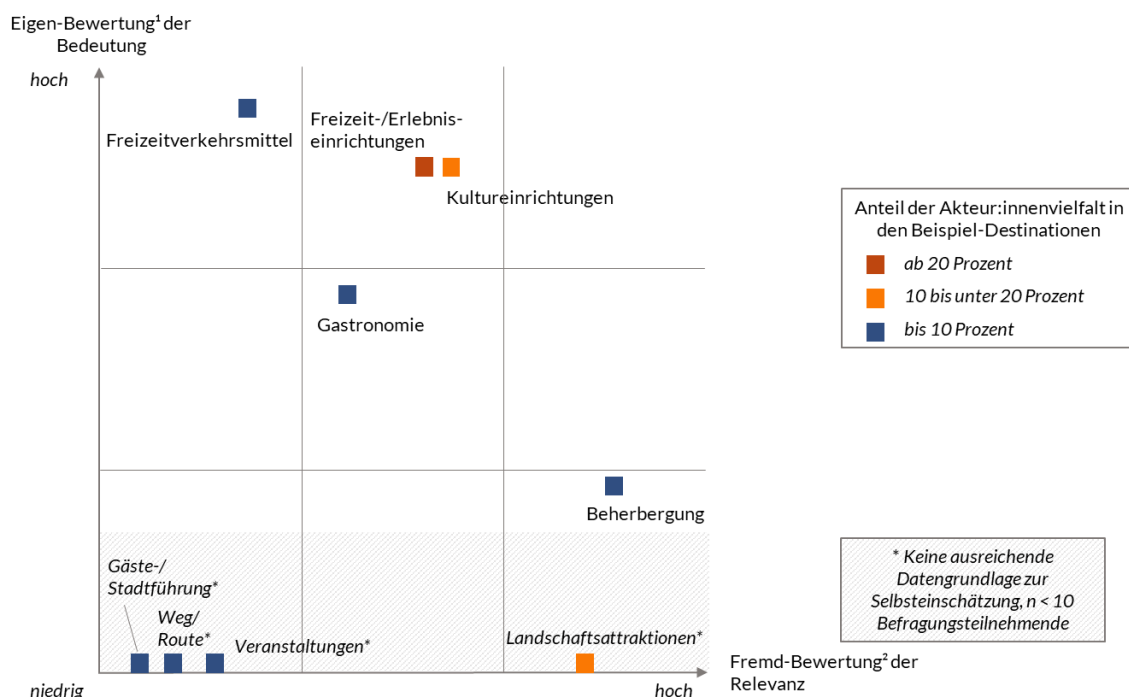 Eigen-Bewertung¹ der
Bedeutung
hoch
Freizeitverkehrsmittel
Freizeit-/Erlebnis-
einrichtungen
Kultureinrichtungen
Gastronomie
Beherbergung
Gäste-/
Stadtführung*
Weg/
Route*
Veranstaltungen*
Landschaftsattraktionen*
niedrig
hoch
Fremd-Bewertung² der
Relevanz
Anteil der Akteur:innenvielfalt in
den Beispiel-Destinationen
ab 20 Prozent
10 bis unter 20 Prozent
bis 10 Prozent
* Keine ausreichende
Datengrundlage zur
Selbsteinschätzung, n < 10
Befragungsteilnehmende